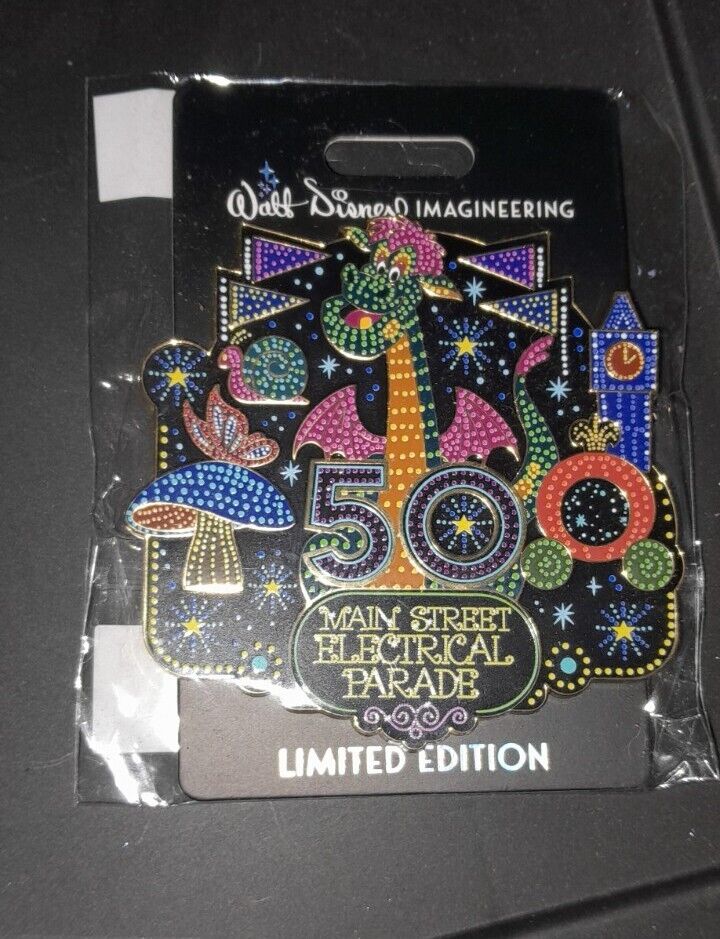 Walt Disney IMAGINEERING
50
MAIN STREET
ELECTRICAL
PARADE
LIMITED EDITION